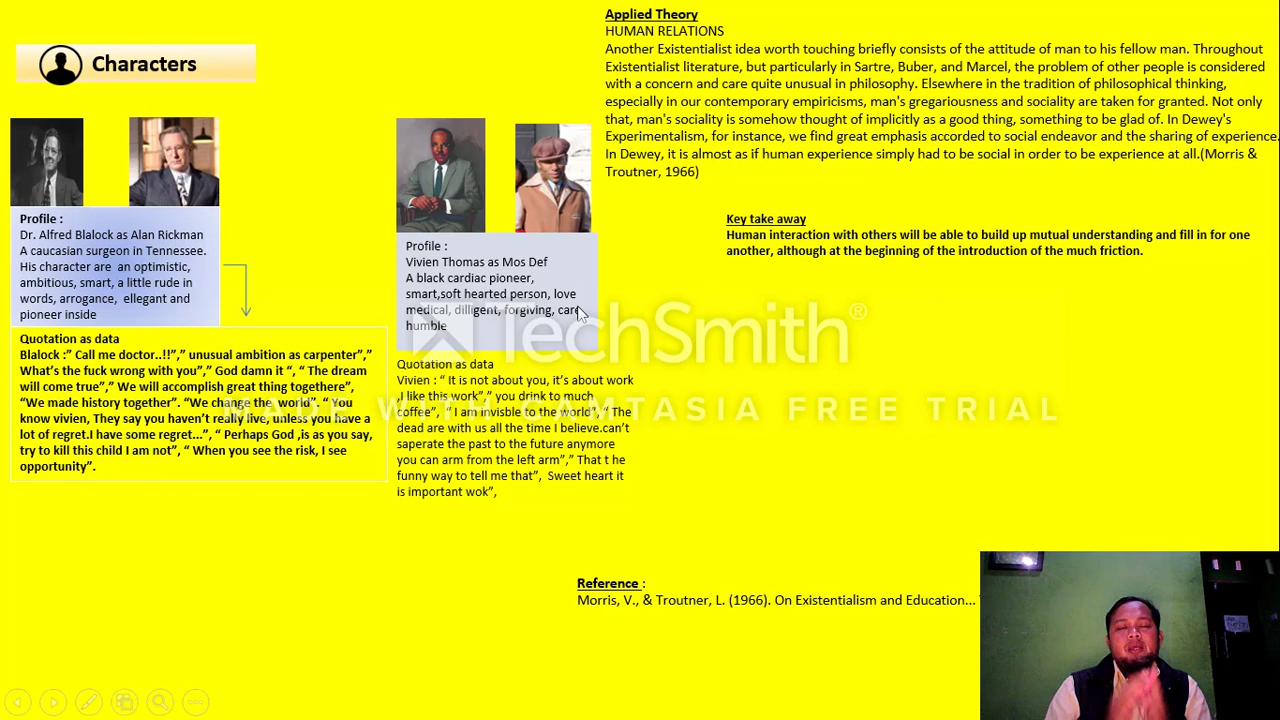 Characters
Profile :
Dr. Alfred Blalock as Alan Rickman
A caucasian surgeon in Tennessee.
His character are  an optimistic,
ambitious, smart, a little rude in
words, arrogance,  ellegant and
pioneer inside
Quotation as data
Blalock :” Call me doctor..!!”,” unusual ambition as carpenter”,”
What’s the fuck wrong with you”,” God damn it “, “ The dream
will come true”,” We will accomplish great thing togethere”,
“We made history together”. “We change the world”. “ You
know vivien, They say you haven’t really live, unless you have a
lot of regret.I have some regret...”, “ Perhaps God ,is as you say,
try to kill this child I am not”, “ When you see the risk, I see
opportunity”.
Profile :
Vivien Thomas as Mos Def
A black cardiac pioneer,
smart,soft hearted person, love
medical, dilligent, forgiving, care
humble
Quotation as data
Vivien : “ It is not about you, it’s about work
,I like this work”,” you drink to much
coffee”, “ I am invisble to the world”, “ The
dead are with us all the time I believe.can’t
saperate the past to the future anymore
you can arm from the left arm”,” That t he
funny way to tell me that”,  Sweet heart it
is important wok”,
Applied Theory
HUMAN RELATIONS
Another Existentialist idea worth touching briefly consists of the attitude of man to his fellow man. Throughout
Existentialist literature, but particularly in Sartre, Buber, and Marcel, the problem of other people is considered
with a concern and care quite unusual in philosophy. Elsewhere in the tradition of philosophical thinking,
especially in our contemporary empiricisms, man's gregariousness and sociality are taken for granted. Not only
that, man's sociality is somehow thought of implicitly as a good thing, something to be glad of. In Dewey's
Experimentalism, for instance, we find great emphasis accorded to social endeavor and the sharing of experience.
In Dewey, it is almost as if human experience simply had to be social in order to be experience at all.(Morris &
Troutner, 1966)
Key take away
Human interaction with others will be able to build up mutual understanding and fill in for one
another, although at the beginning of the introduction of the much friction.
TechSmith®
MADE WITH CAMTASIA FREE TRIAL
Reference :
Morris, V., & Troutner, L. (1966). On Existentialism and Education...